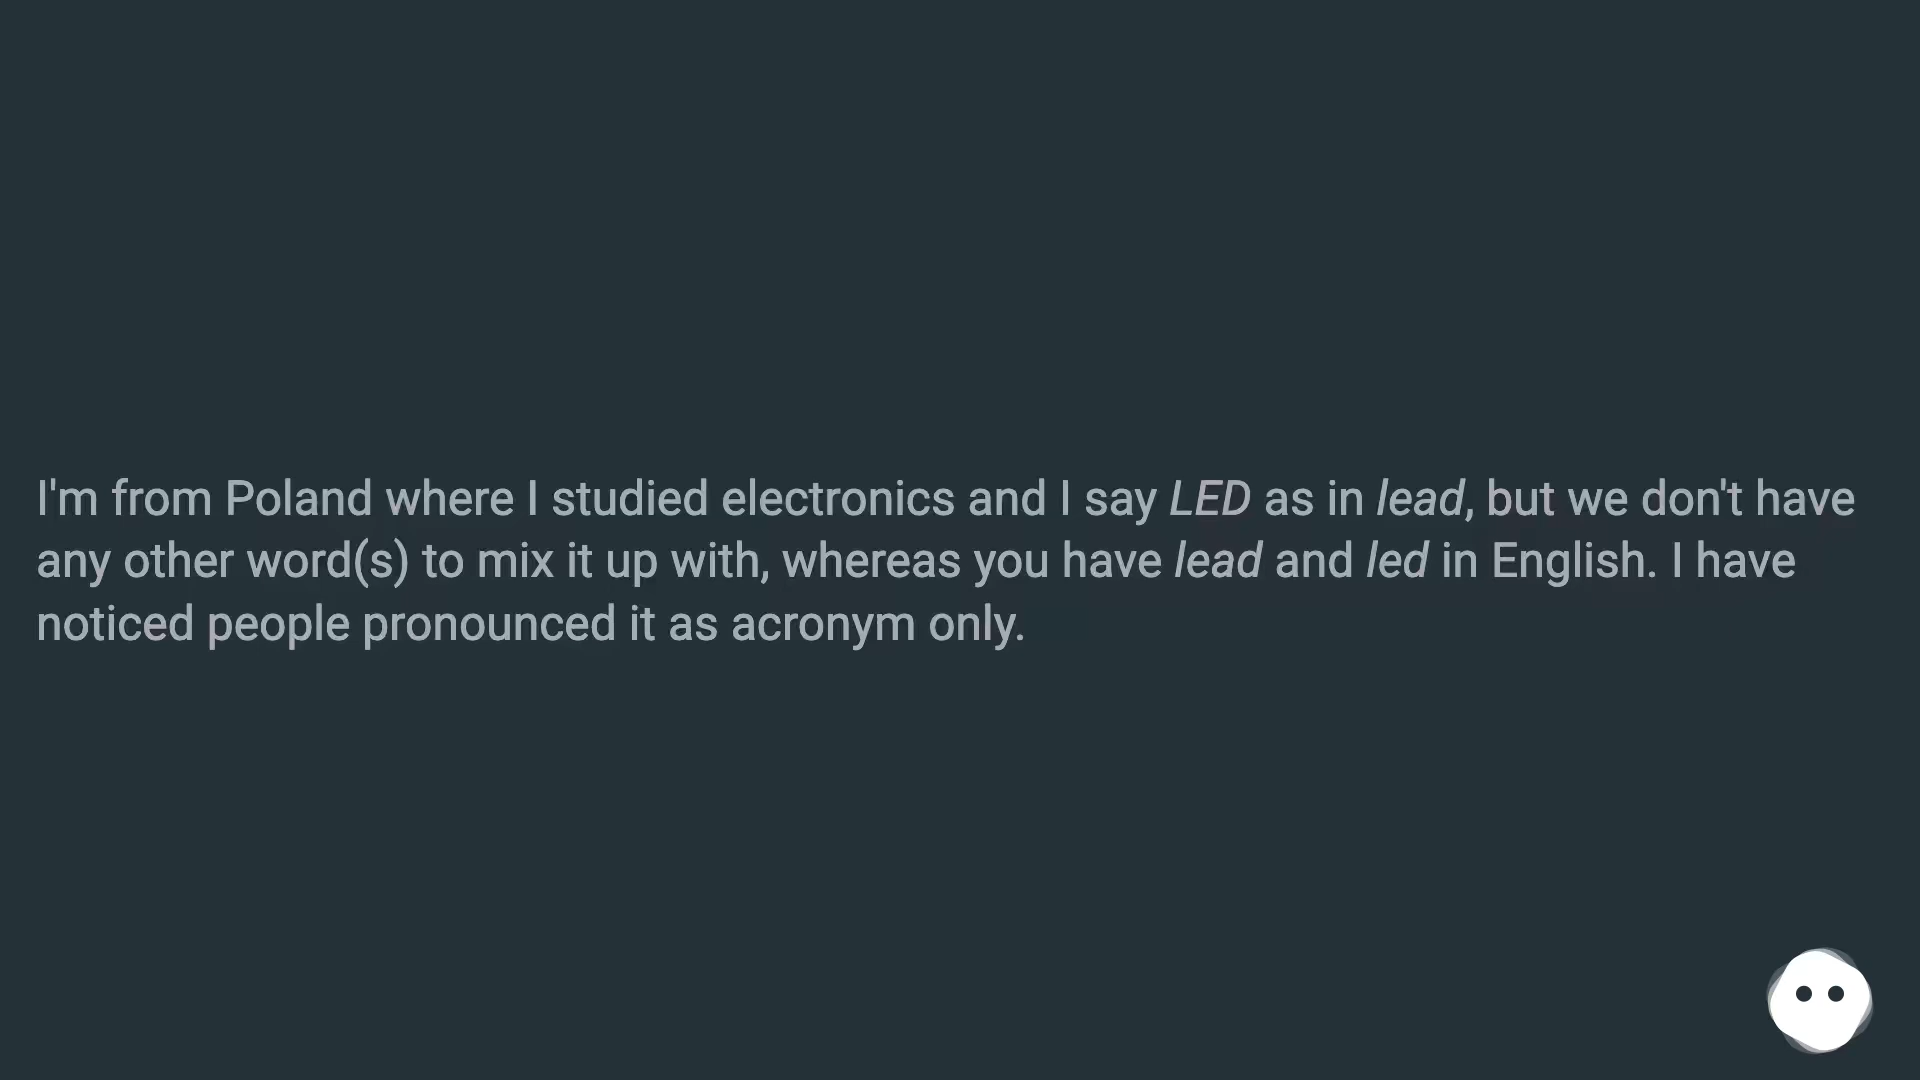 I'm from Poland where I studied electronics and I say LED as in lead, but we don't have
any other word(s) to mix it up with, whereas you have lead and led in English. I have
noticed people pronounced it as acronym only.